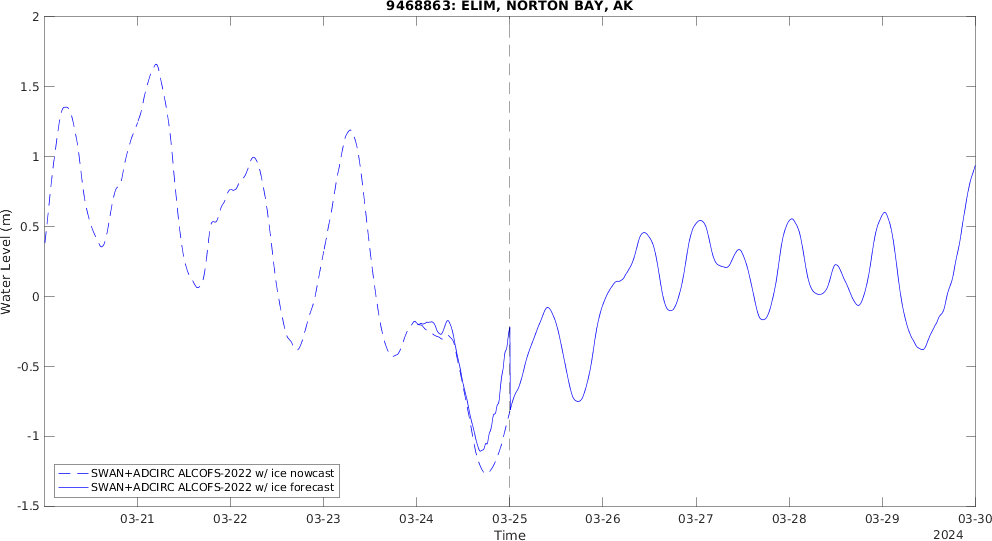 9468863: ELIM, NORTON BAY, AK
2
1.5
1
0.5
0
-0.5
-1
-1.5
Water Level (m)
SWAN+ADCIRC ALCOFS-2022 w/ ice nowcast
SWAN+ADCIRC ALCOFS-2022 w/ ice forecast
03-21 03-22 03-23 03-24 03-25 03-26 03-27 03-28 03-29 03-30
Time
2024